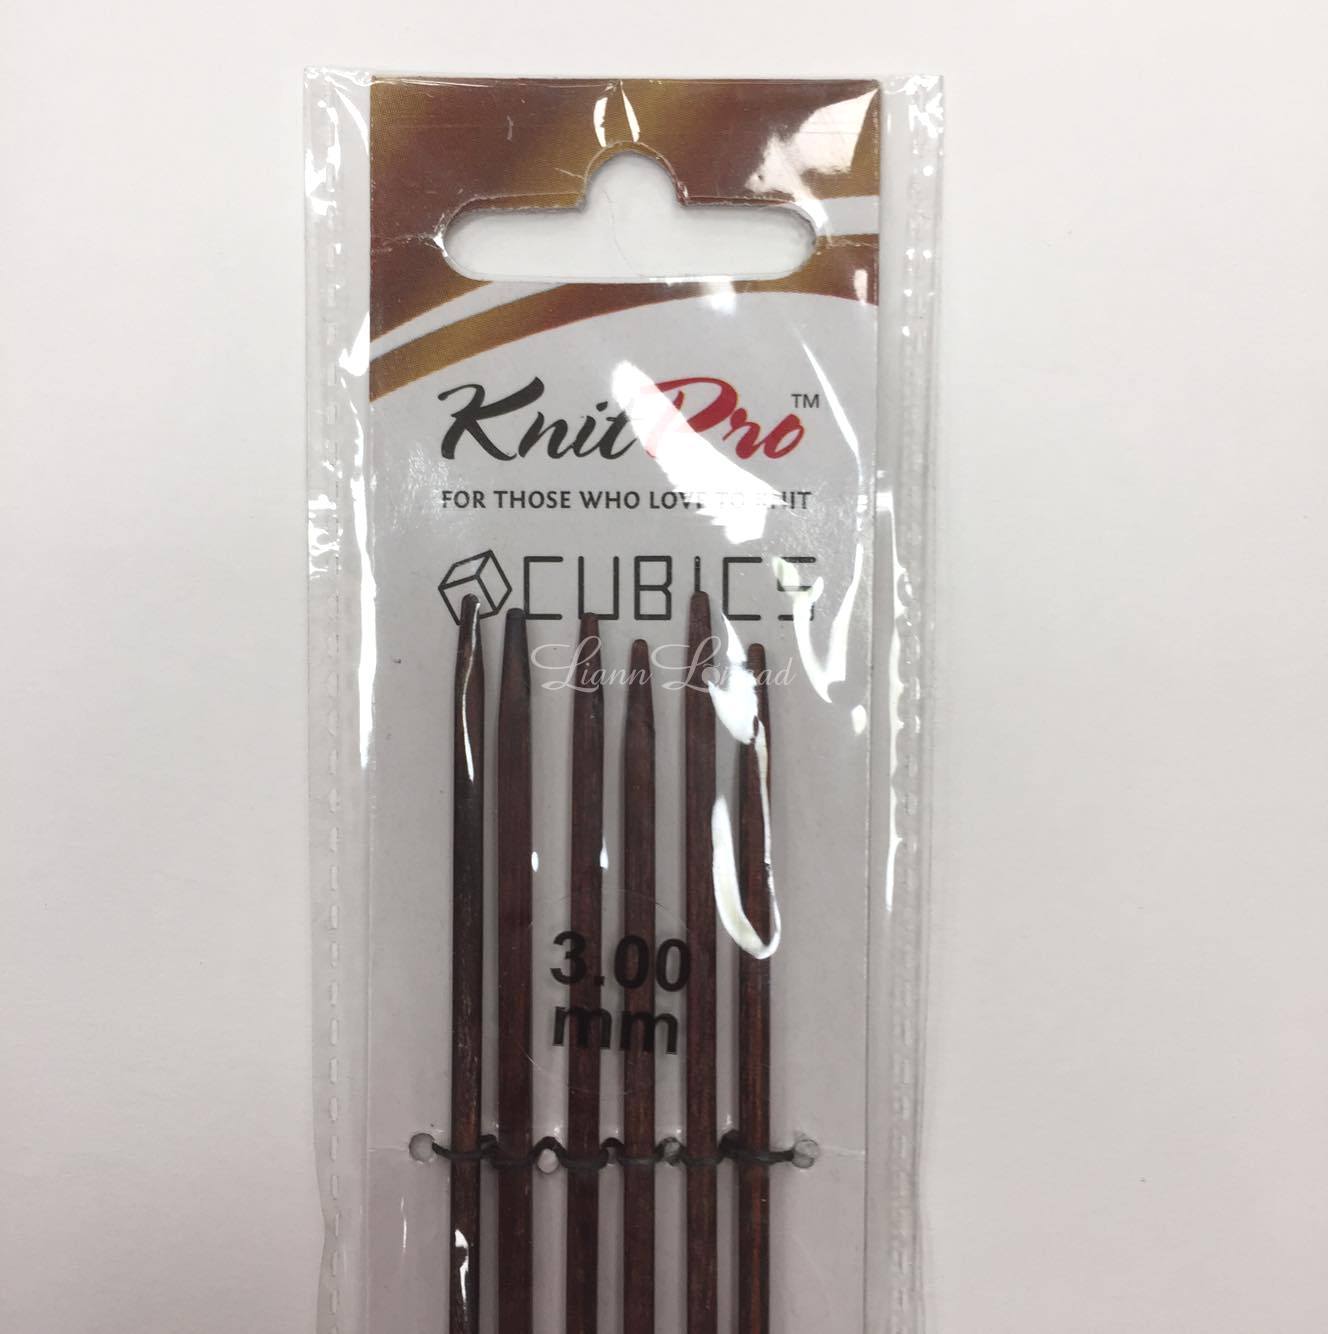 KnitPro™
FOR THOSE WHO LOVE TO KNIT
CUBICS
3.00
mm